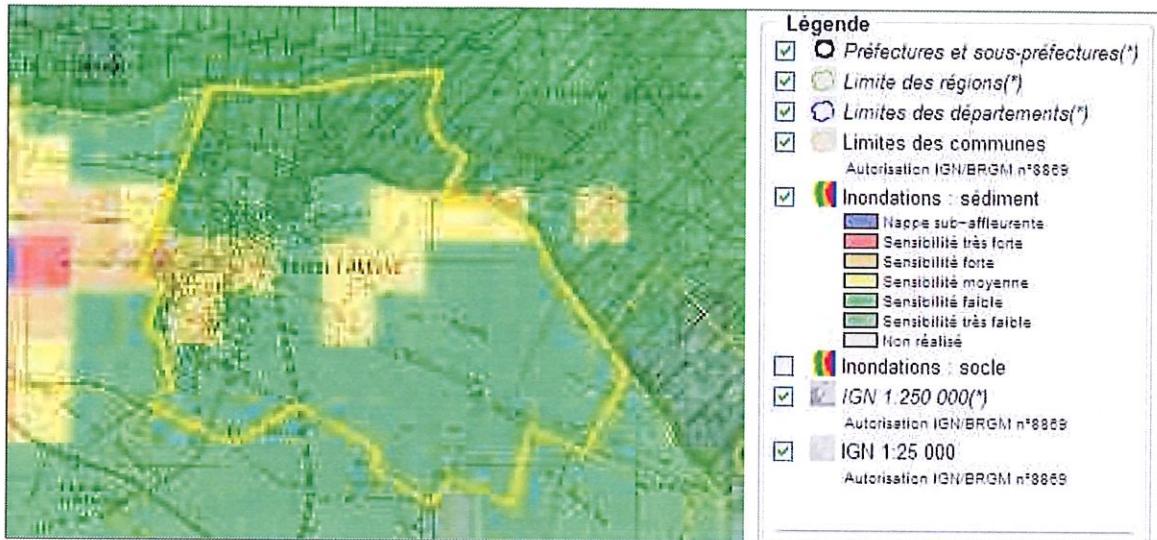 Légende
Préfectures et sous-préfectures(*)
Limite des régions(*)
Limites des départements(*)
Limites des communes
Autorisation IGN/BRGM n°8869
Inondations : sédiment
Nappe sub-affleurente
Sensibilité très forte
Sensibilité forte
Sensibilité moyenne
Sensibilité faible
Sensibilité très faible
Non réalisé
Inondations : socle
IGN 1:250 000(*)
Autorisation IGN/BRGM n°8869
IGN 1:25 000
Autorisation IGN/BRGM n°8869